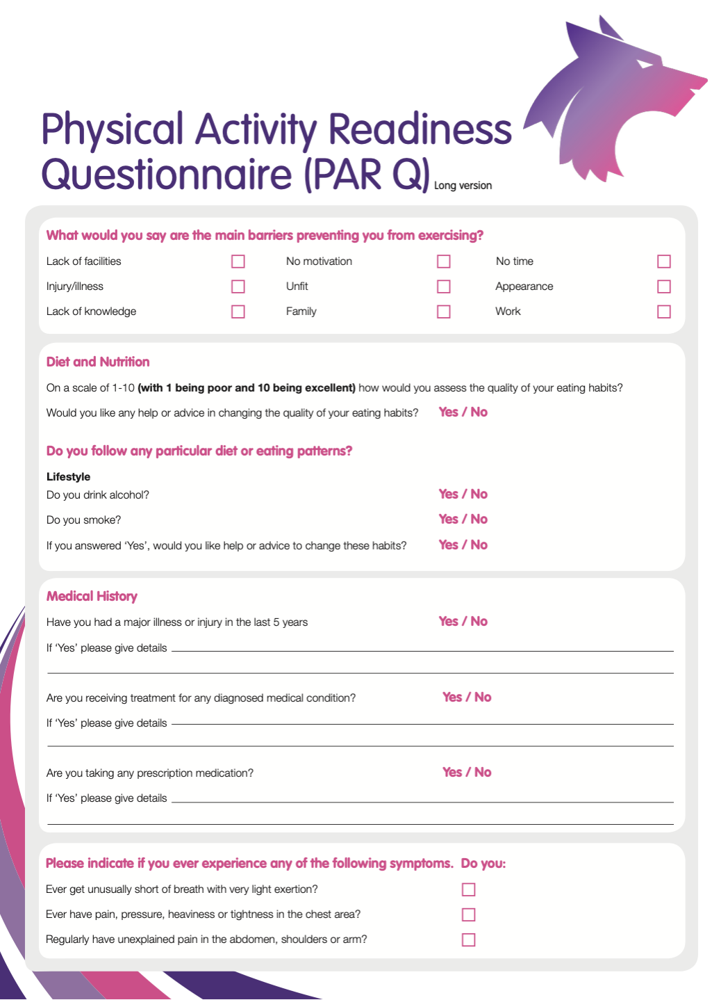 Physical Activity Readiness
Questionnaire (PAR Q) Long version
What would you say are the main barriers preventing you from exercising?
Lack of facilities No motivation No time
Injury/illness Unfit Appearance
Lack of knowledge Family Work
Diet and Nutrition
On a scale of 1-10 (with 1 being poor and 10 being excellent) how would you assess the quality of your eating habits?
Would you like any help or advice in changing the quality of your eating habits? Yes / No
Do you follow any particular diet or eating patterns?
Lifestyle
Do you drink alcohol? Yes / No
Do you smoke? Yes / No
If you answered ‘Yes’, would you like help or advice to change these habits? Yes / No
Medical History
Have you had a major illness or injury in the last 5 years Yes / No
If ‘Yes’ please give details
Are you receiving treatment for any diagnosed medical condition? Yes / No
If ‘Yes’ please give details
Are you taking any prescription medication? Yes / No
If ‘Yes’ please give details
Please indicate if you ever experience any of the following symptoms. Do you:
Ever get unusually short of breath with very light exertion?
Ever have pain, pressure, heaviness or tightness in the chest area?
Regularly have unexplained pain in the abdomen, shoulders or arm?